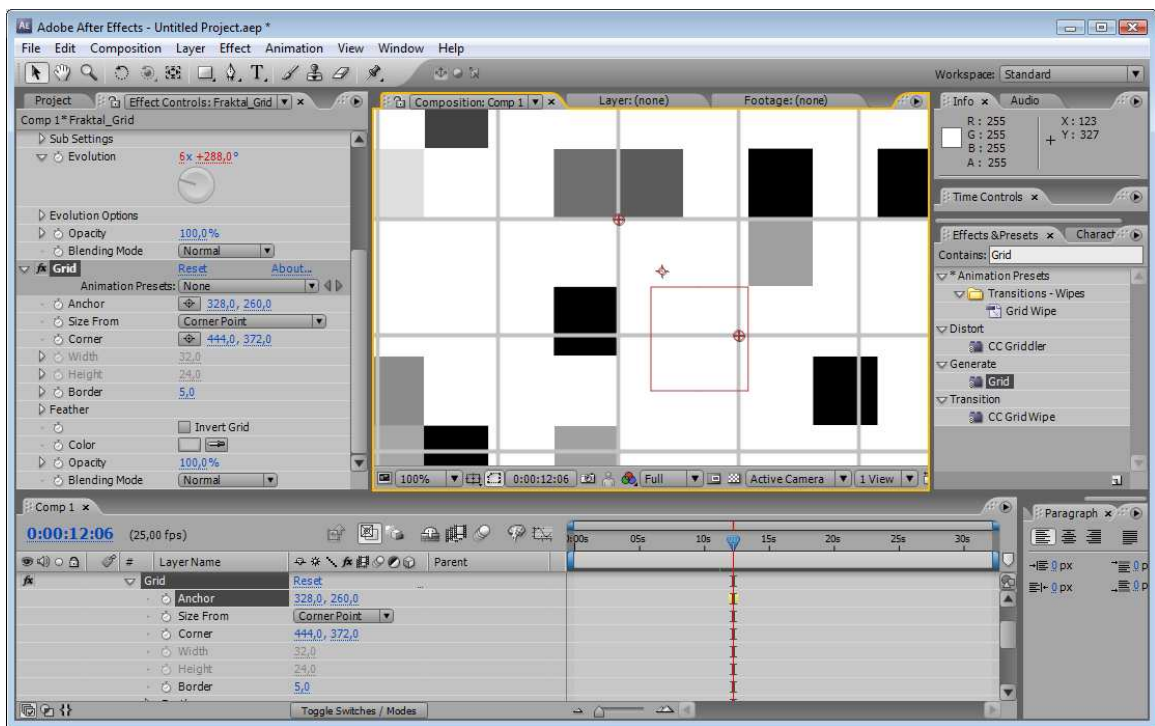 Adobe After Effects - Untitled Project.aep *
File Edit Composition Layer Effect Animation View Window Help
Workspace: Standard
Project Effect Controls: Fraktal_Grid
Comp 1 * Fraktal_Grid
Sub Settings
Evolution 6x +288,0°
Evolution Options
Opacity 100,0%
Blending Mode Normal
Grid Reset About...
Animation Presets: None
Anchor 328,0, 260,0
Size From Corner Point
Corner 444,0, 372,0
Width 32,0
Height 24,0
Border 5,0
Feather
Invert Grid
Color
Opacity 100,0%
Blending Mode Normal
Composition: Comp 1 Layer: (none) Footage: (none)
100% 0:00:12:06 Full Active Camera 1 View
Info Audio
R: 255 X: 123
G: 255 Y: 327
B: 255
A: 255
Time Controls
Effects & Presets Charact
Contains: Grid
* Animation Presets
Transitions - Wipes
Grid Wipe
Distort
CC Griddler
Generate
Grid
Transition
CC Grid Wipe
Comp 1
0:00:12:06 (25,00 fps)
00s 05s 10s 15s 20s 25s 30s
# Layer Name Parent
Grid Reset
Anchor 328,0, 260,0
Size From Corner Point
Corner 444,0, 372,0
Width 32,0
Height 24,0
Border 5,0
Toggle Switches / Modes
Paragraph
0 px 0 p
0 px 0 p